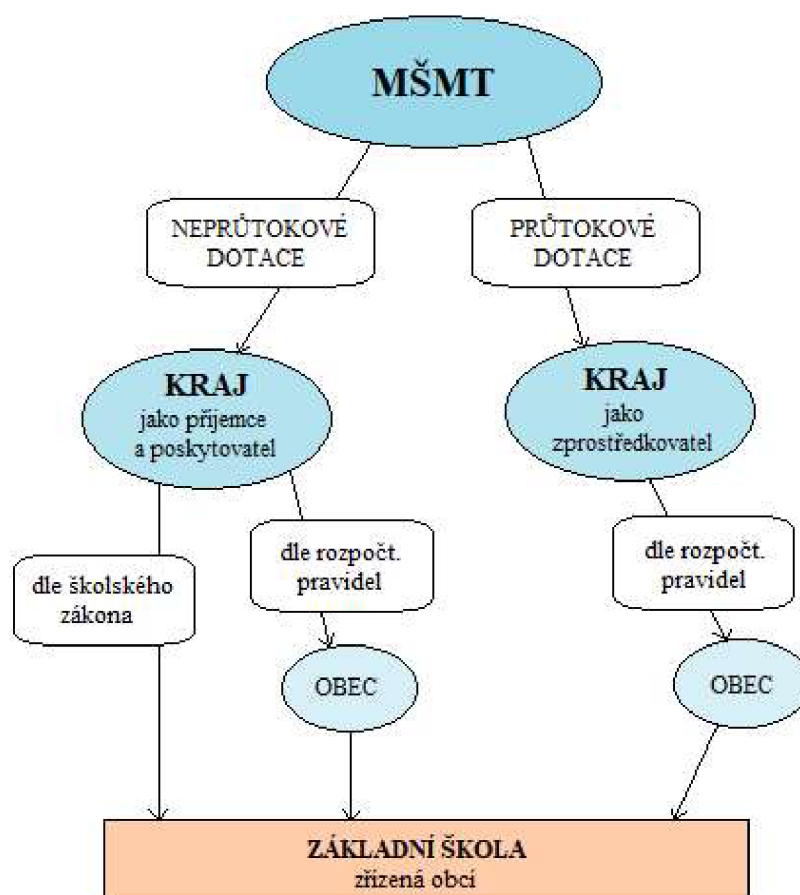 MŠMT
NEPRŮTOKOVÉ
DOTACE
PRŮTOKOVÉ
DOTACE
KRAJ
jako příjemce
a poskytovatel
KRAJ
jako
zprostředkovatel
dle školského
zákona
dle rozpočt.
pravidel
dle rozpočt.
pravidel
OBEC
OBEC
ZÁKLADNÍ ŠKOLA
zřízená obcí